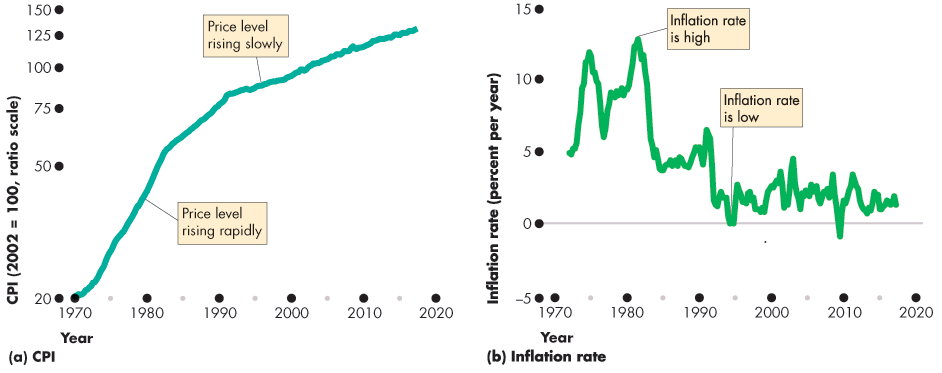 CPI (2002 = 100, ratio scale)
150
125
100
75
50
20
Price level
rising slowly
Price level
rising rapidly
1970
1980
1990
2000
2010
2020
Year
(a) CPI
Inflation rate (percent per year)
15
10
5
0
–5
Inflation rate
is high
Inflation rate
is low
1970
1980
1990
2000
2010
2020
Year
(b) Inflation rate